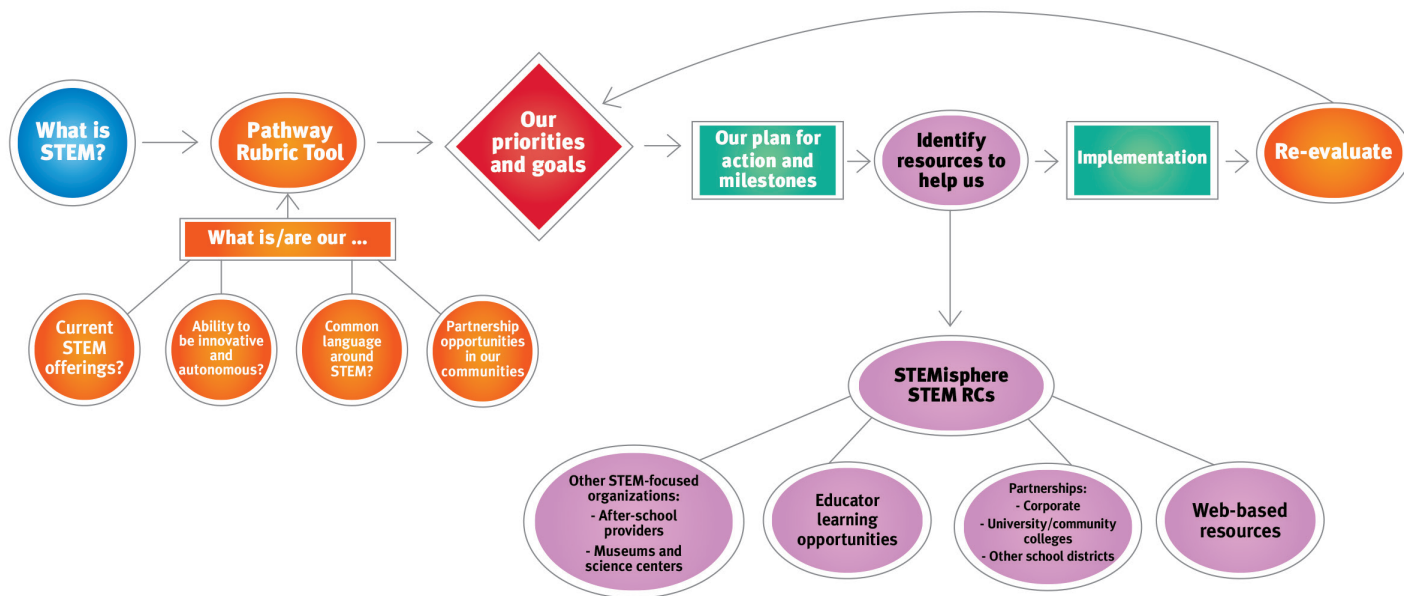 What is
STEM?
Pathway
Rubric Tool
Our
priorities
and goals
Our plan for
action and
milestones
Identify
resources to
help us
Implementation
Re-evaluate
What is/are our ...
Current
STEM
offerings?
Ability to
be innovative
and
autonomous?
Common
language
around
STEM?
Partnership
opportunities
in our
communities
STEMisphere
STEM RCs
Other STEM-focused
organizations:
- After-school
providers
- Museums and
science centers
Educator
learning
opportunities
Partnerships:
- Corporate
- University/community
colleges
- Other school districts
Web-based
resources